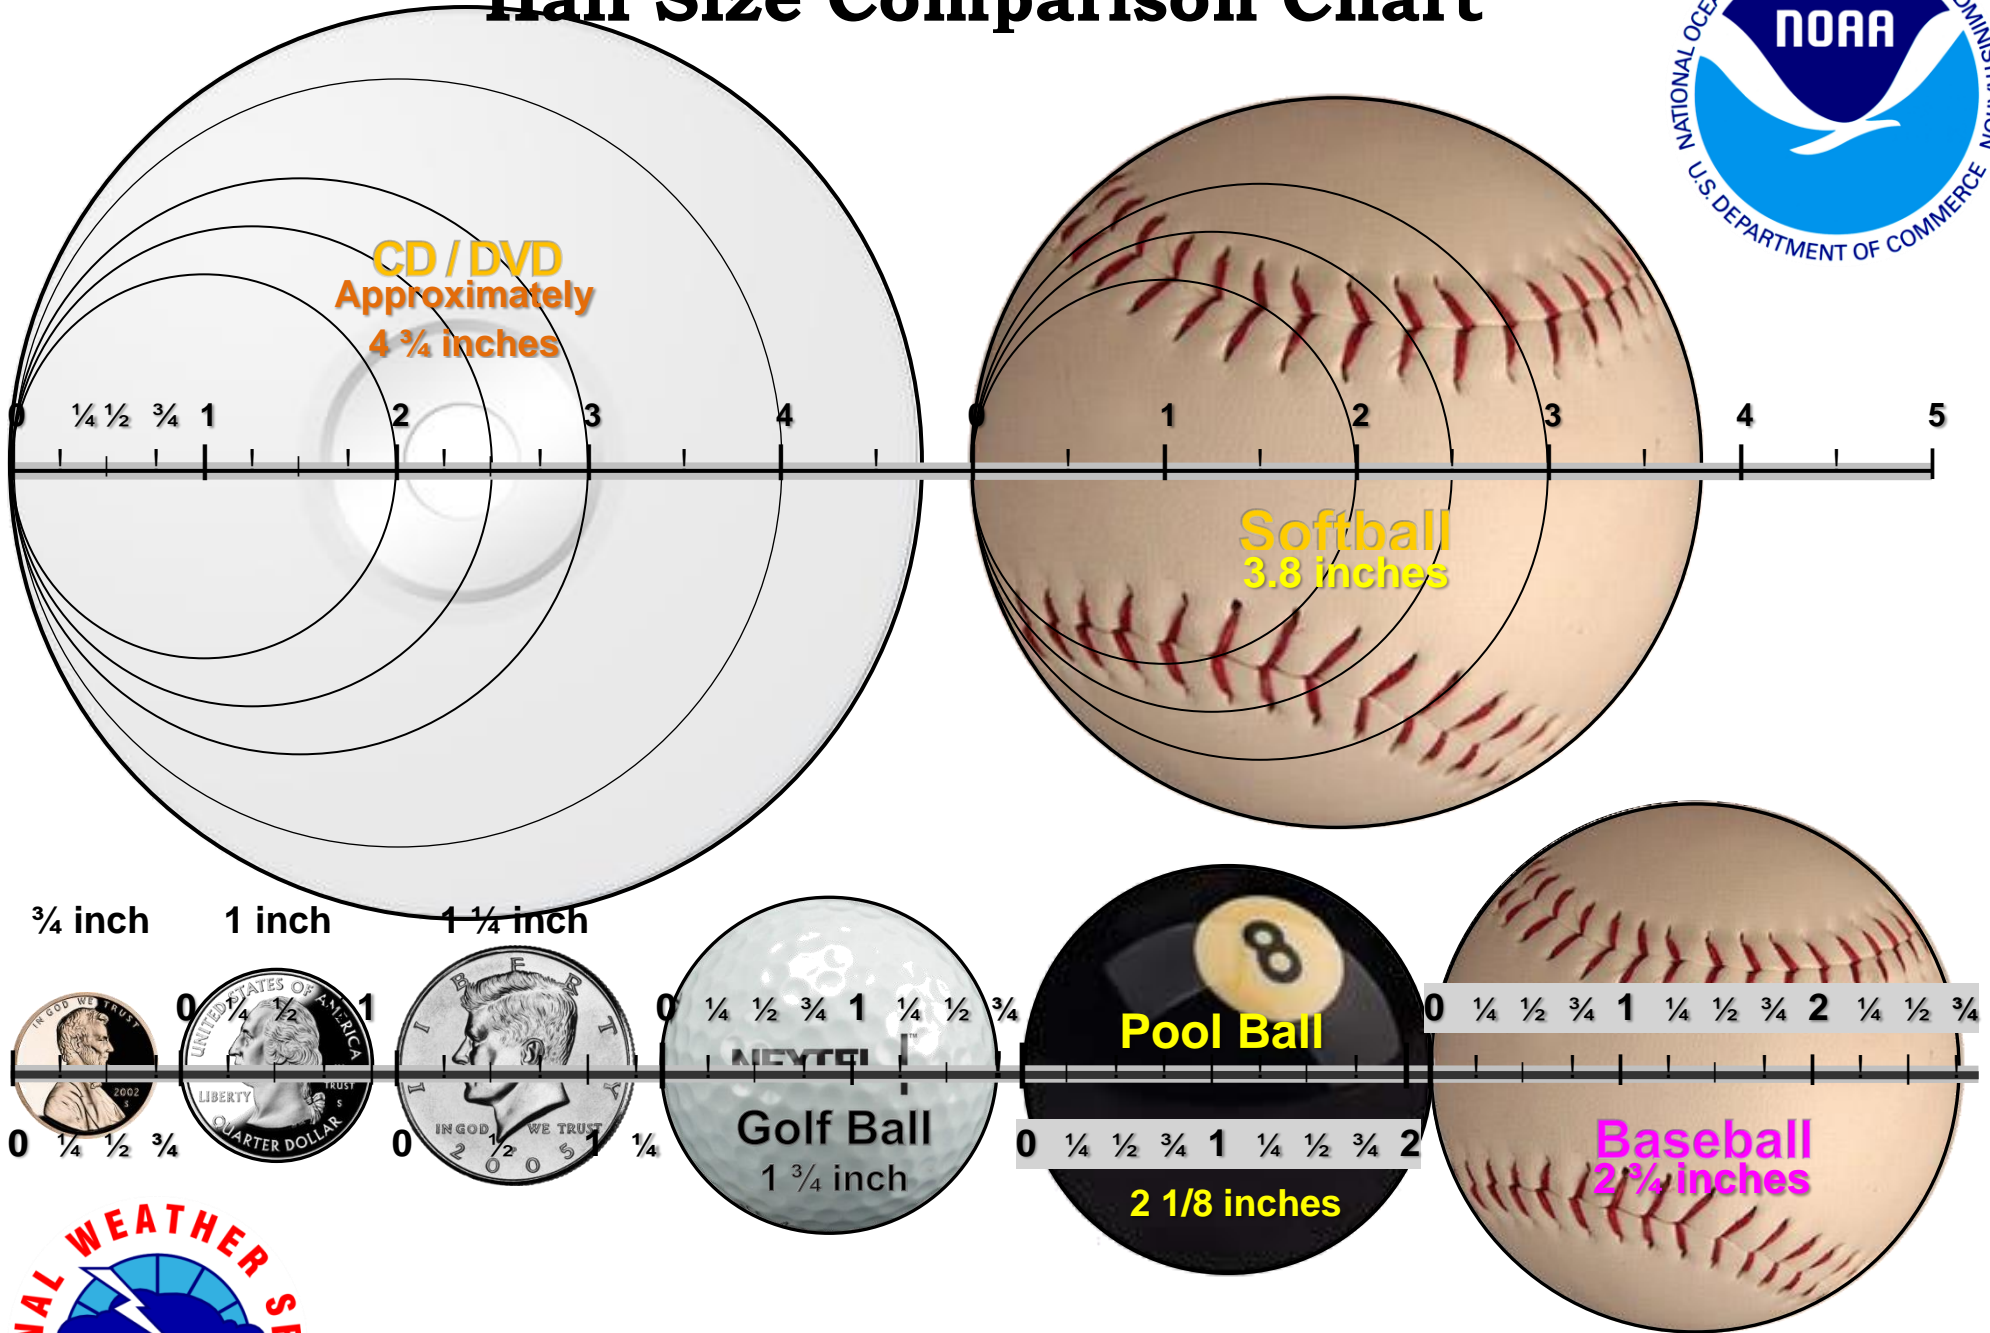 Hail Size Comparison Chart
NOAA
NATIONAL OCEA
U.S. DEPARTMENT OF COMMERCE
CD / DVD
Approximately
4 ¾ inches
0 ¼ ½ ¾ 1 2 3 4
0 1 2 3 4 5
Softball
3.8 inches
¾ inch 1 inch 1 ¼ inch
IN GOD WE TRUST
2002
S
0 ¼ ½ ¾
UNITED STATES OF AMERICA
0 ¼ ½ 1
LIBERTY
TRUST
S
QUARTER DOLLAR
LIBERTY
IN GOD WE TRUST
2005
0 ½ 1 ¼
0 ¼ ½ ¾ 1 ¼ ½ ¾
NEXTEL
Golf Ball
1 ¾ inch
8
Pool Ball
0 ¼ ½ ¾ 1 ¼ ½ ¾ 2
2 1/8 inches
0 ¼ ½ ¾ 1 ¼ ½ ¾ 2 ¼ ½ ¾
Baseball
2 ¾ inches
NAL WEATHER SE